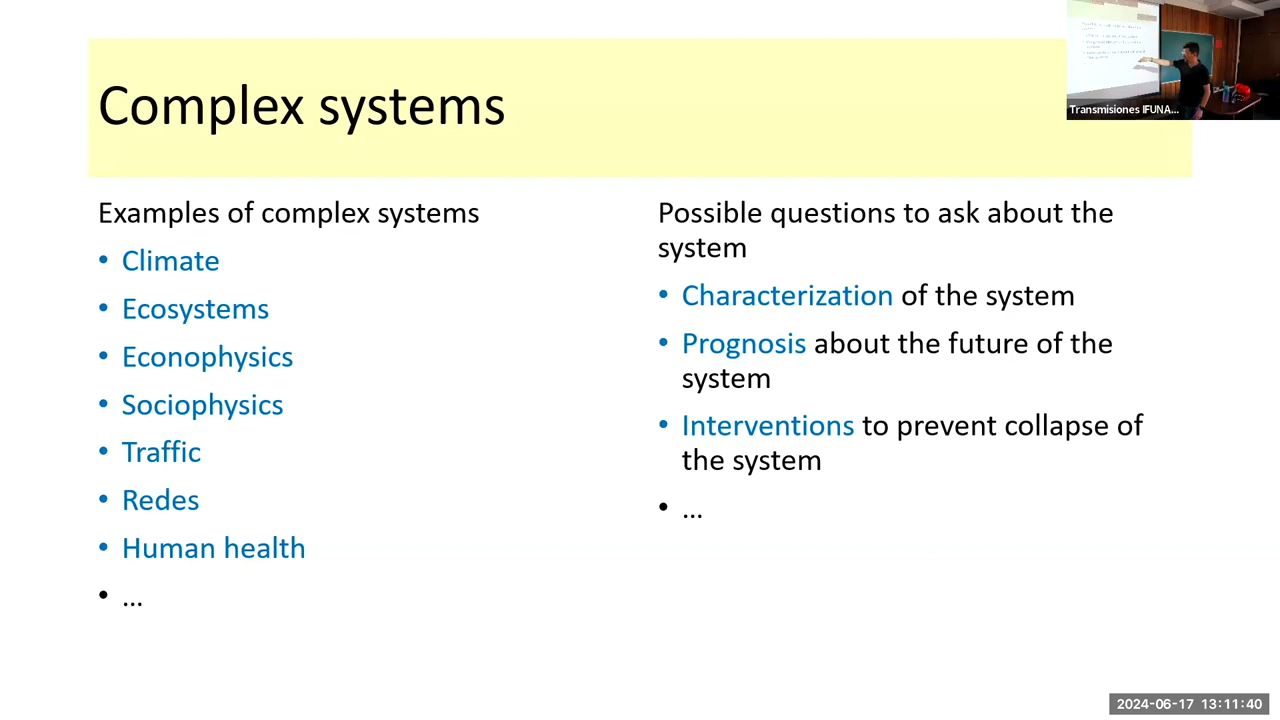 Complex systems
Transmisiones IFUNA...
Examples of complex systems
• Climate
• Ecosystems
• Econophysics
• Sociophysics
• Traffic
• Redes
• Human health
• ...
Possible questions to ask about the
system
• Characterization of the system
• Prognosis about the future of the
system
• Interventions to prevent collapse of
the system
• ...
2024-06-17 13:11:40